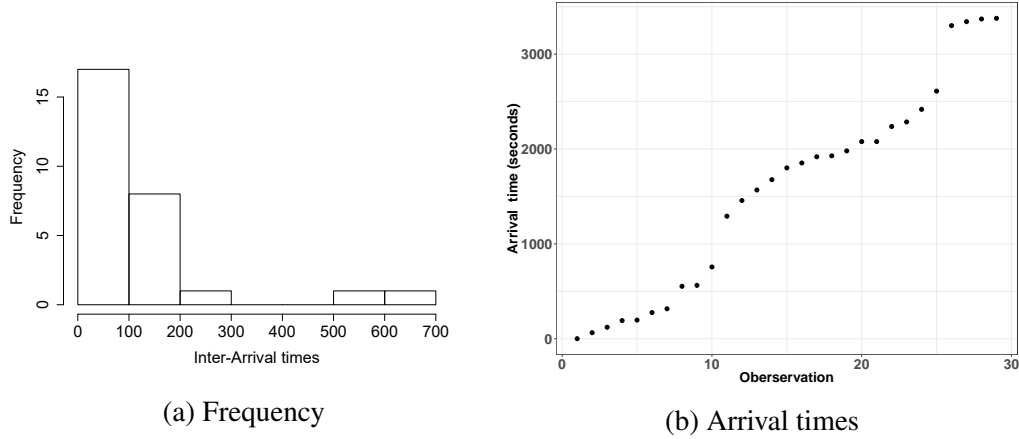 Frequency
15
10
5
0
0 100 200 300 400 500 600 700
Inter-Arrival times
(a) Frequency
Arrival time (seconds)
3000
2000
1000
0
0 10 20 30
Oberservation
(b) Arrival times